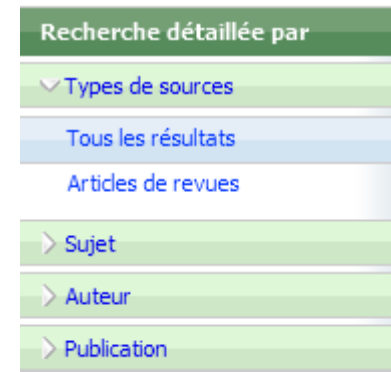 Recherche détaillée par
Types de sources
Tous les résultats
Articles de revues
Sujet
Auteur
Publication